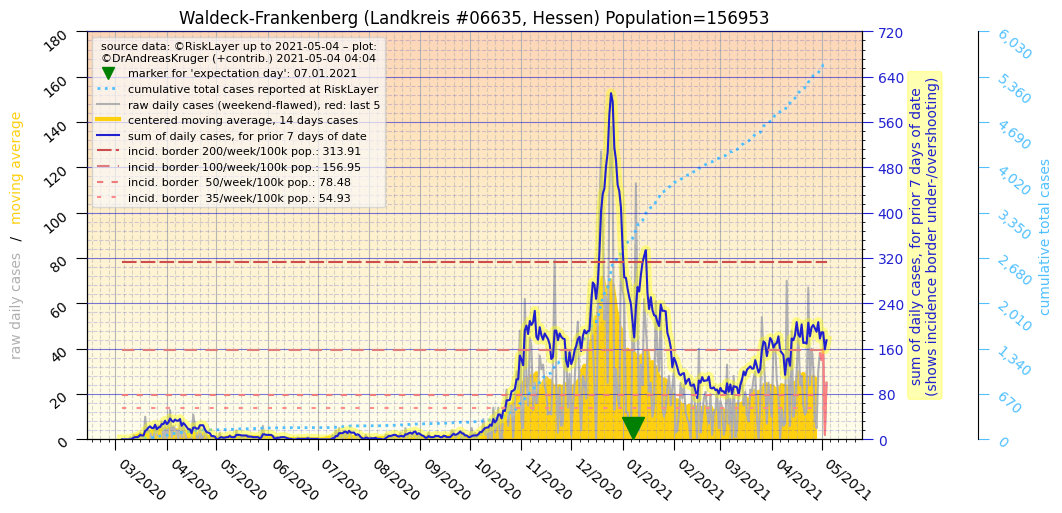 Waldeck-Frankenberg (Landkreis #06635, Hessen) Population=156953
source data: ©RiskLayer up to 2021-05-04 – plot:
©DrAndreasKruger (+contrib.) 2021-05-04 04:04
marker for 'expectation day': 07.01.2021
cumulative total cases reported at RiskLayer
raw daily cases (weekend-flawed), red: last 5
centered moving average, 14 days cases
sum of daily cases, for prior 7 days of date
incid. border 200/week/100k pop.: 313.91
incid. border 100/week/100k pop.: 156.95
incid. border  50/week/100k pop.: 78.48
incid. border  35/week/100k pop.: 54.93
raw daily cases  /  moving average
180
160
140
120
100
80
60
40
20
0
03/2020
04/2020
05/2020
06/2020
07/2020
08/2020
09/2020
10/2020
11/2020
12/2020
01/2021
02/2021
03/2021
04/2021
05/2021
720
640
560
480
400
320
240
160
80
0
sum of daily cases, for prior 7 days of date
(shows incidence border under-/overshooting)
6,030
5,360
4,690
4,020
3,350
2,680
2,010
1,340
670
0
cumulative total cases